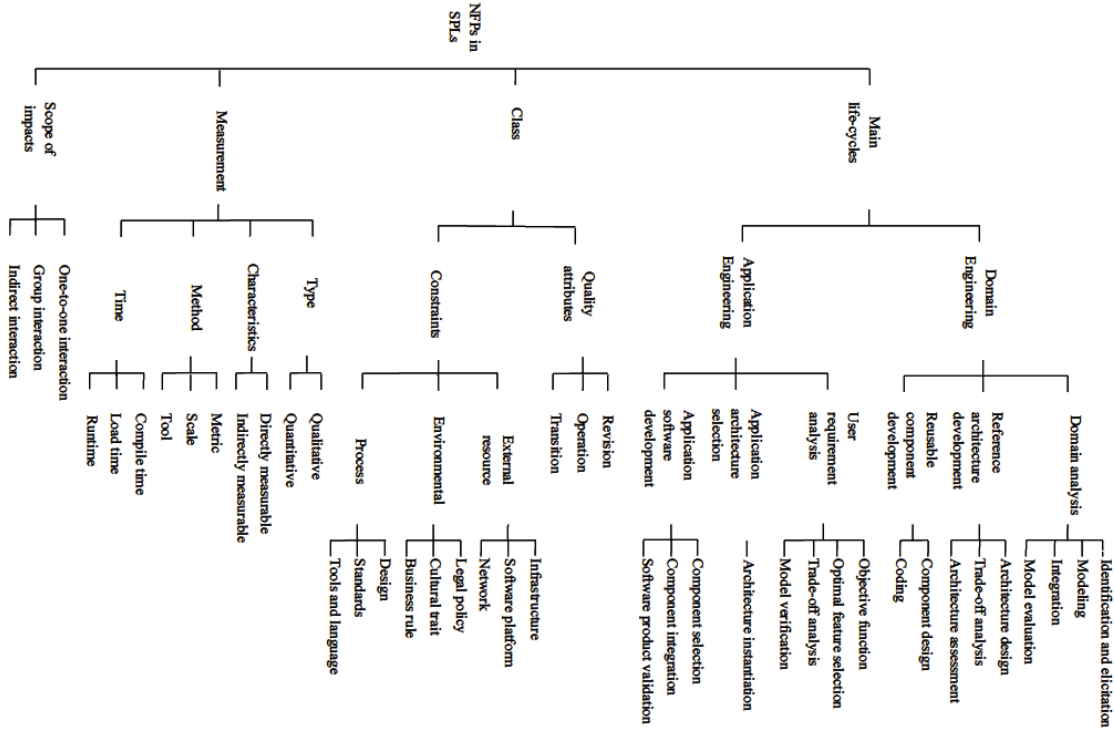 NFPs in
SPLs
Main
life-cycles
Domain
Engineering
Domain analysis
Identification and elicitation
Modeling
Integration
Model evaluation
Reference
architecture
development
Architecture design
Trade-off analysis
Architecture assessment
Reusable
component
development
Component design
Coding
Application
Engineering
User
requirement
analysis
Objective function
Optimal feature selection
Trade-off analysis
Model verification
Application
architecture
selection
Architecture instantiation
Application
software
development
Component selection
Component integration
Software product validation
Class
Quality
attributes
Revision
Operation
Transition
Constraints
External
resource
Infrastructure
Software platform
Network
Environmental
Legal policy
Cultural trait
Business rule
Process
Design
Standards
Tools and language
Measurement
Type
Qualitative
Quantitative
Characteristics
Directly measurable
Indirectly measurable
Method
Metric
Scale
Tool
Time
Compile time
Load time
Runtime
Scope of
impacts
One-to-one interaction
Group interaction
Indirect interaction